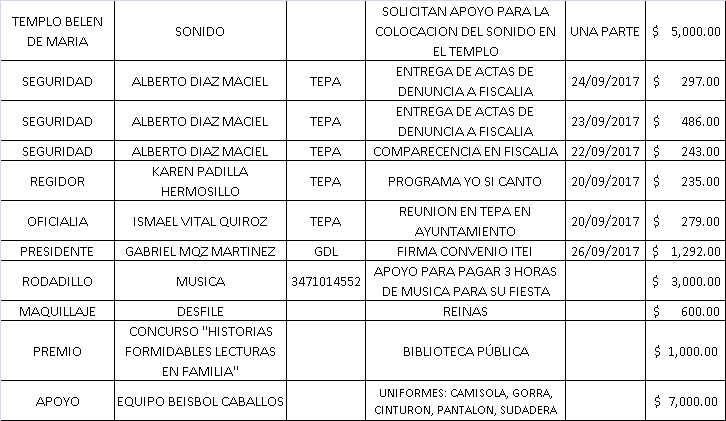 TEMPLO BELEN DE MARIA SONIDO SOLICITAN APOYO PARA LA COLOCACION DEL SONIDO EN EL TEMPLO UNA PARTE $ 5,000.00
SEGURIDAD ALBERTO DIAZ MACIEL TEPA ENTREGA DE ACTAS DE DENUNCIA A FISCALIA 24/09/2017 $ 297.00
SEGURIDAD ALBERTO DIAZ MACIEL TEPA ENTREGA DE ACTAS DE DENUNCIA A FISCALIA 23/09/2017 $ 486.00
SEGURIDAD ALBERTO DIAZ MACIEL TEPA COMPARECENCIA EN FISCALIA 22/09/2017 $ 243.00
REGIDOR KAREN PADILLA HERMOSILLO TEPA PROGRAMA YO SI CANTO 20/09/2017 $ 235.00
OFICIALIA ISMAEL VITAL QUIROZ TEPA REUNION EN TEPA EN AYUNTAMIENTO 20/09/2017 $ 279.00
PRESIDENTE GABRIEL MQZ MARTINEZ GDL FIRMA CONVENIO ITEI 26/09/2017 $ 1,292.00
RODADILLO MUSICA 3471014552 APOYO PARA PAGAR 3 HORAS DE MUSICA PARA SU FIESTA $ 3,000.00
MAQUILLAJE DESFILE REINAS $ 600.00
PREMIO CONCURSO "HISTORIAS FORMIDABLES LECTURAS EN FAMILIA" BIBLIOTECA PÚBLICA $ 1,000.00
APOYO EQUIPO BEISBOL CABALLOS UNIFORMES: CAMISOLA, GORRA, CINTURON, PANTALON, SUDADERA $ 7,000.00